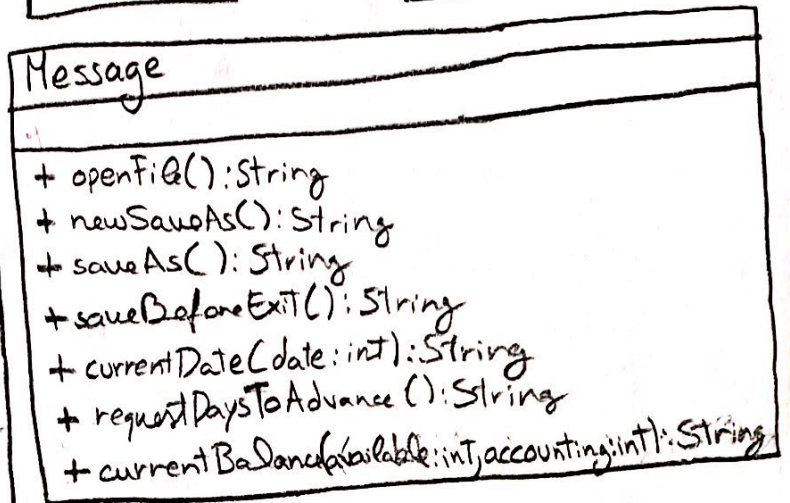 Message
+ openFile(): String
+ newSaveAs(): String
+ saveAs(): String
+ saveBeforeExit(): String
+ currentDate(date: int): String
+ requestDaysToAdvance(): String
+ currentBalance(available: int, accounting: int): String